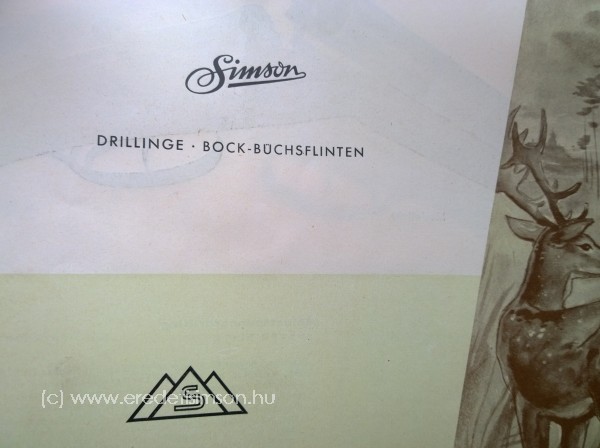 Simson
DRILLINGE · BOCK-BÜCHSFLINTEN
S
(c) www.eredetisimson.hu